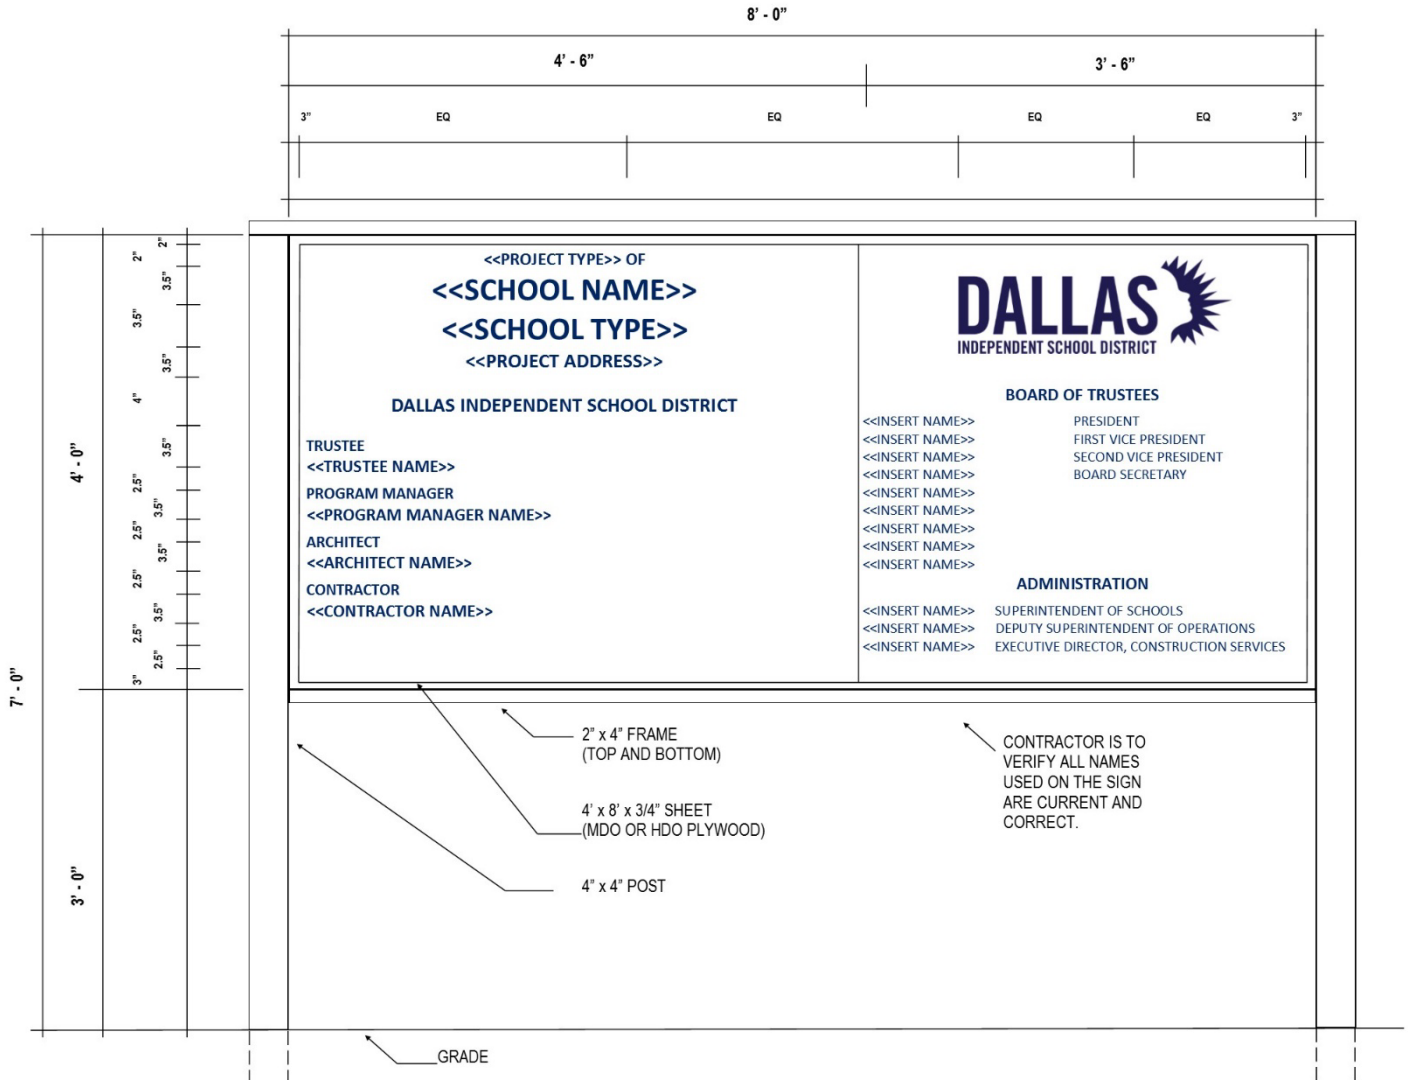 8' - 0”
4’ - 6”
3’ - 6”
3” EQ EQ EQ EQ 3”
2”
2”
3.5”
3.5”
3.5”
4”
3.5”
2.5”
3.5”
2.5”
3.5”
2.5”
3.5”
2.5”
2.5”
3”
4’ - 0”
7’ - 0”
3’ - 0”
<<PROJECT TYPE>> OF
<<SCHOOL NAME>>
<<SCHOOL TYPE>>
<<PROJECT ADDRESS>>
DALLAS INDEPENDENT SCHOOL DISTRICT
TRUSTEE
<<TRUSTEE NAME>>
PROGRAM MANAGER
<<PROGRAM MANAGER NAME>>
ARCHITECT
<<ARCHITECT NAME>>
CONTRACTOR
<<CONTRACTOR NAME>>
DALLAS
INDEPENDENT SCHOOL DISTRICT
BOARD OF TRUSTEES
<<INSERT NAME>> PRESIDENT
<<INSERT NAME>> FIRST VICE PRESIDENT
<<INSERT NAME>> SECOND VICE PRESIDENT
<<INSERT NAME>> BOARD SECRETARY
<<INSERT NAME>>
<<INSERT NAME>>
<<INSERT NAME>>
<<INSERT NAME>>
<<INSERT NAME>>
ADMINISTRATION
<<INSERT NAME>> SUPERINTENDENT OF SCHOOLS
<<INSERT NAME>> DEPUTY SUPERINTENDENT OF OPERATIONS
<<INSERT NAME>> EXECUTIVE DIRECTOR, CONSTRUCTION SERVICES
2” x 4” FRAME
(TOP AND BOTTOM)
4’ x 8’ x 3/4” SHEET
(MDO OR HDO PLYWOOD)
4” x 4” POST
CONTRACTOR IS TO
VERIFY ALL NAMES
USED ON THE SIGN
ARE CURRENT AND
CORRECT.
GRADE